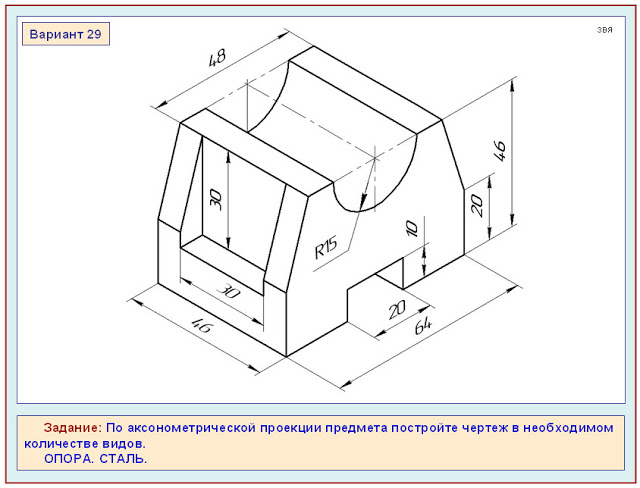 Вариант 29
ЗВЯ
48
46
30
20
10
R15
30
20
64
46
Задание: По аксонометрической проекции предмета постройте чертеж в необходимом
количестве видов.
ОПОРА. СТАЛЬ.